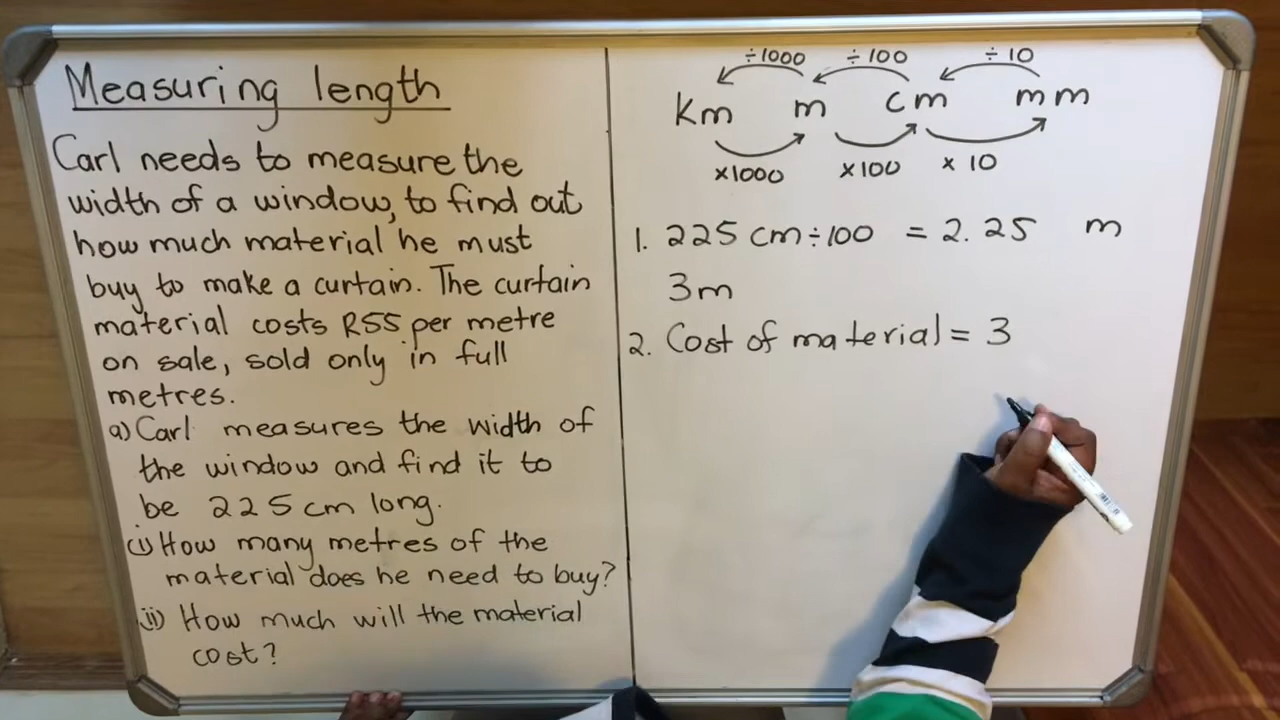 Measuring length
Carl needs to measure the
width of a window, to find out
how much material he must
buy to make a curtain. The curtain
material costs R55 per metre
on sale, sold only in full
metres.
a) Carl measures the width of
the window and find it to
be 225 cm long.
(i) How many metres of the
material does he need to buy?
(ii) How much will the material
cost?
÷1000 ÷100 ÷10
km m cm mm
×1000 ×100 ×10
1. 225 cm ÷ 100 = 2.25 m
3m
2. Cost of material = 3